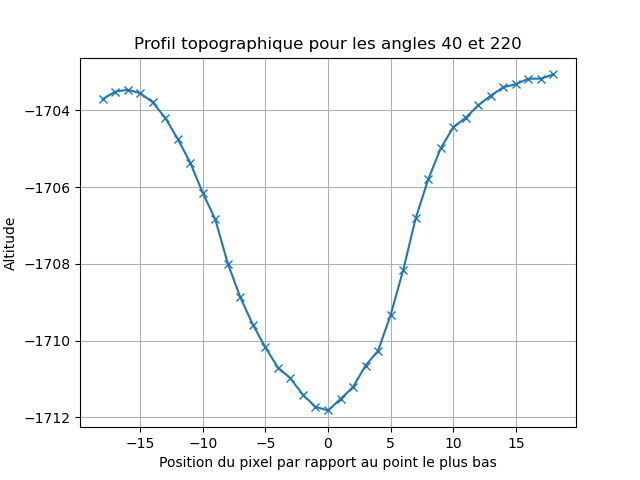 Profil topographique pour les angles 40 et 220
Altitude
−1704
−1706
−1708
−1710
−1712
−15 −10 −5 0 5 10 15
Position du pixel par rapport au point le plus bas